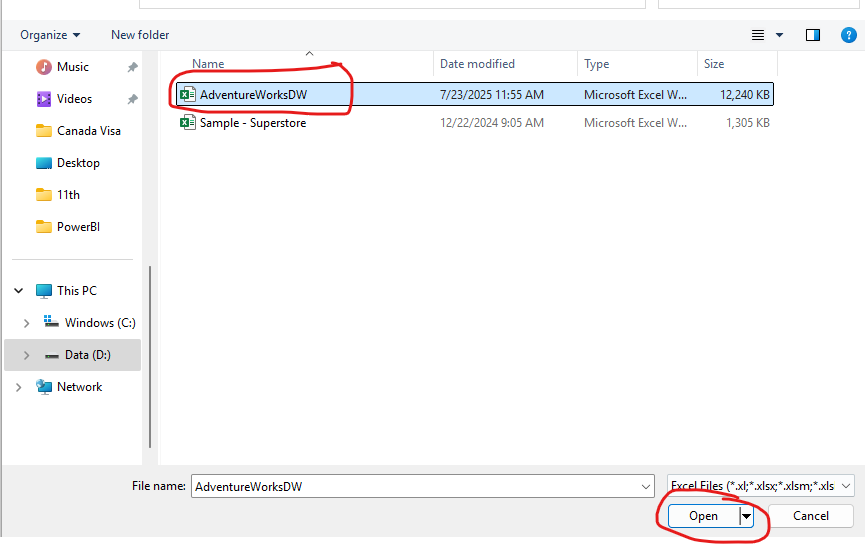 Organize New folder ?
Name Date modified Type Size
Music
Videos
Canada Visa
Desktop
11th
PowerBI
This PC
Windows (C:)
Data (D:)
Network
AdventureWorksDW 7/23/2025 11:55 AM Microsoft Excel W... 12,240 KB
Sample - Superstore 12/22/2024 9:05 AM Microsoft Excel W... 1,305 KB
File name: AdventureWorksDW Excel Files (*.xl;*.xlsx;*.xlsm;*.xls
Open Cancel